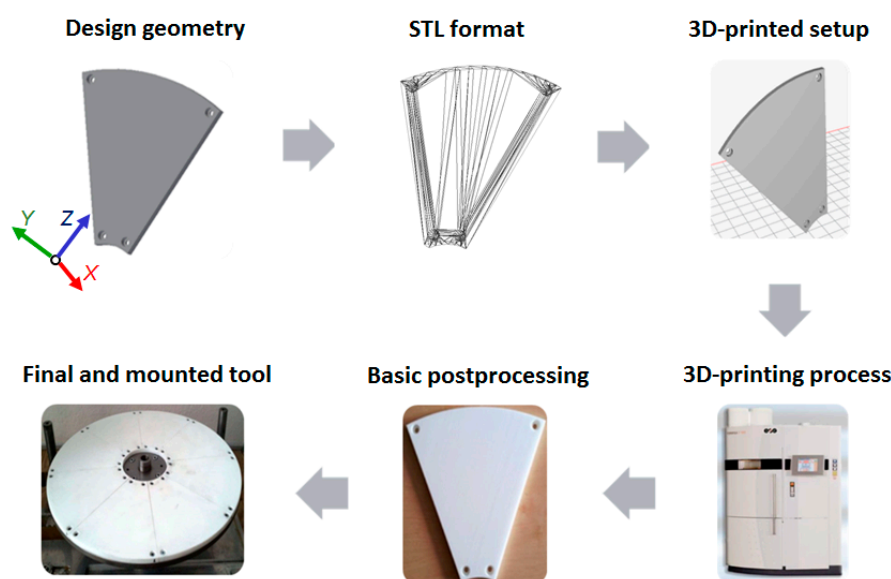 Design geometry
STL format
3D-printed setup
Y
Z
X
3D-printing process
Basic postprocessing
Final and mounted tool